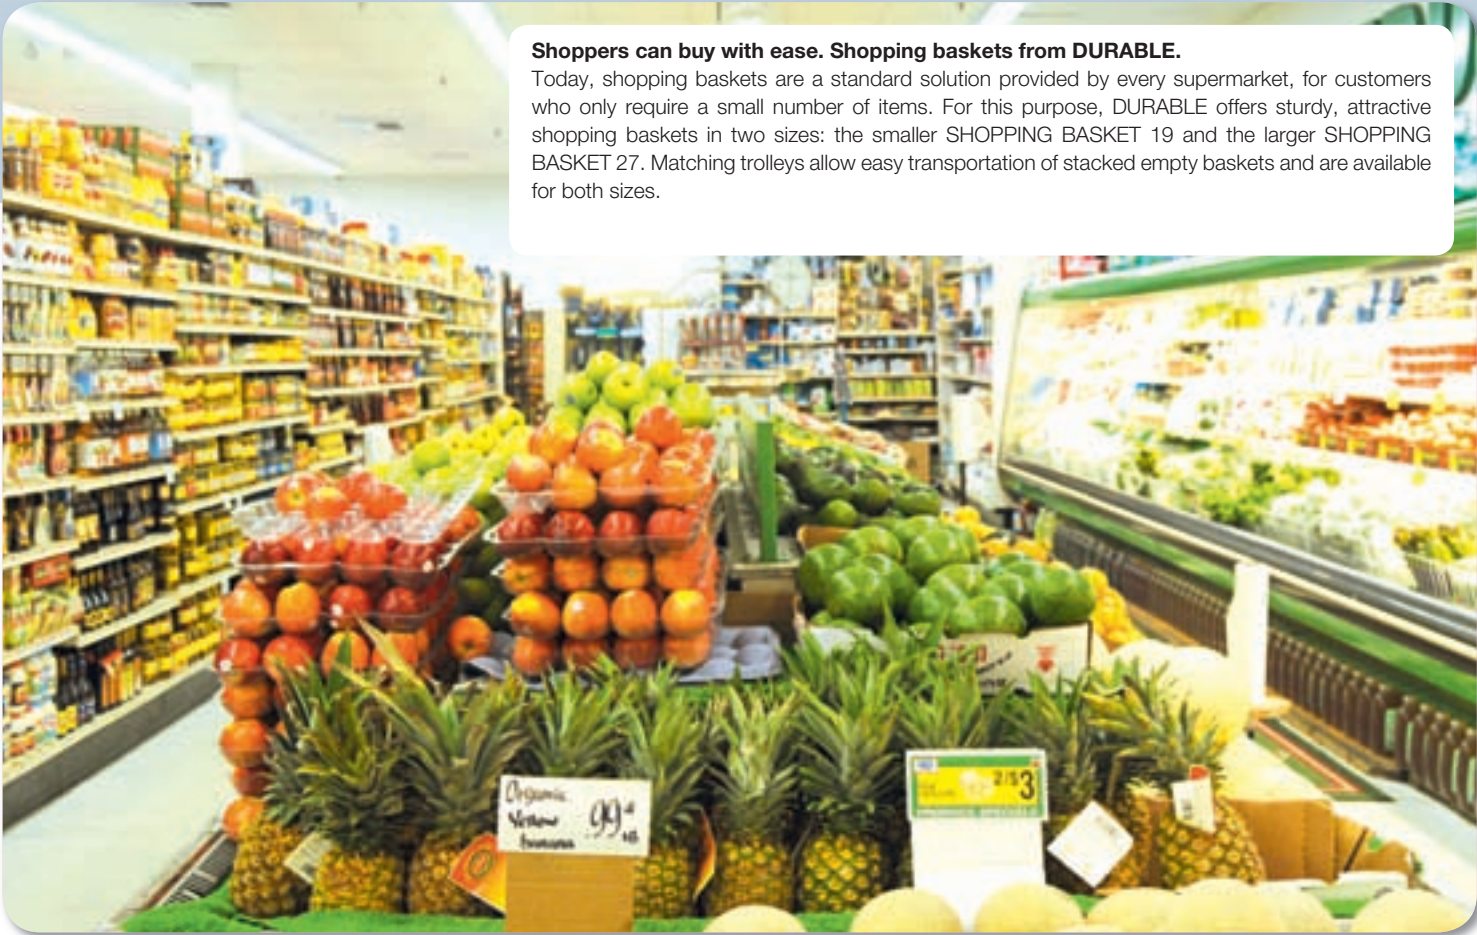 Shoppers can buy with ease. Shopping baskets from DURABLE.
Today, shopping baskets are a standard solution provided by every supermarket, for customers
who only require a small number of items. For this purpose, DURABLE offers sturdy, attractive
shopping baskets in two sizes: the smaller SHOPPING BASKET 19 and the larger SHOPPING
BASKET 27. Matching trolleys allow easy transportation of stacked empty baskets and are available
for both sizes.
Organic
Yellow
99
2/$3